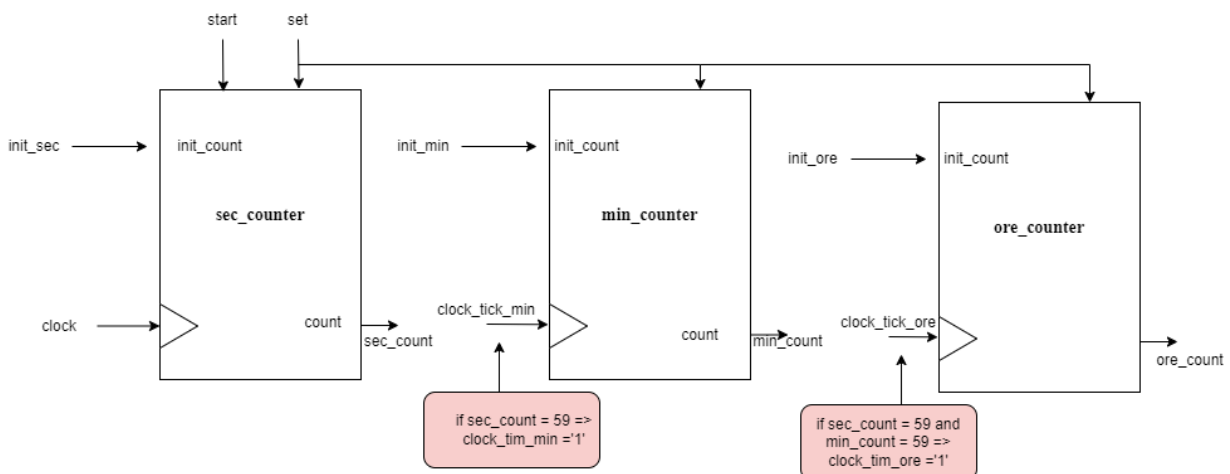 start
set
init_sec
init_count
sec_counter
clock
count
sec_count
init_min
init_count
min_counter
clock_tick_min
count
min_count
if sec_count = 59 =>
clock_tim_min ='1'
init_ore
init_count
ore_counter
clock_tick_ore
ore_count
if sec_count = 59 and
min_count = 59 =>
clock_tim_ore ='1'